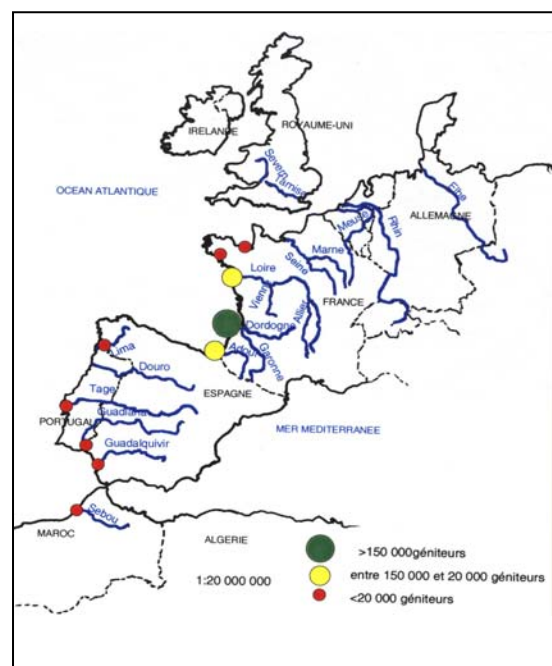 IRELANDE
ROYAUME-UNI
Severn
Tamise
OCEAN ATLANTIQUE
Elbe
ALLEMAGNE
Meuse
Rhin
Marne
Seine
Loire
Vienne
Allier
FRANCE
Dordogne
Garonne
Adour
Lima
Douro
ESPAGNE
Tage
Guadiana
PORTUGAL
MER MEDITERRANEE
Guadalquivir
Sebou
MAROC
ALGERIE
>150 000géniteurs
1:20 000 000
entre 150 000 et 20 000 géniteurs
<20 000 géniteurs